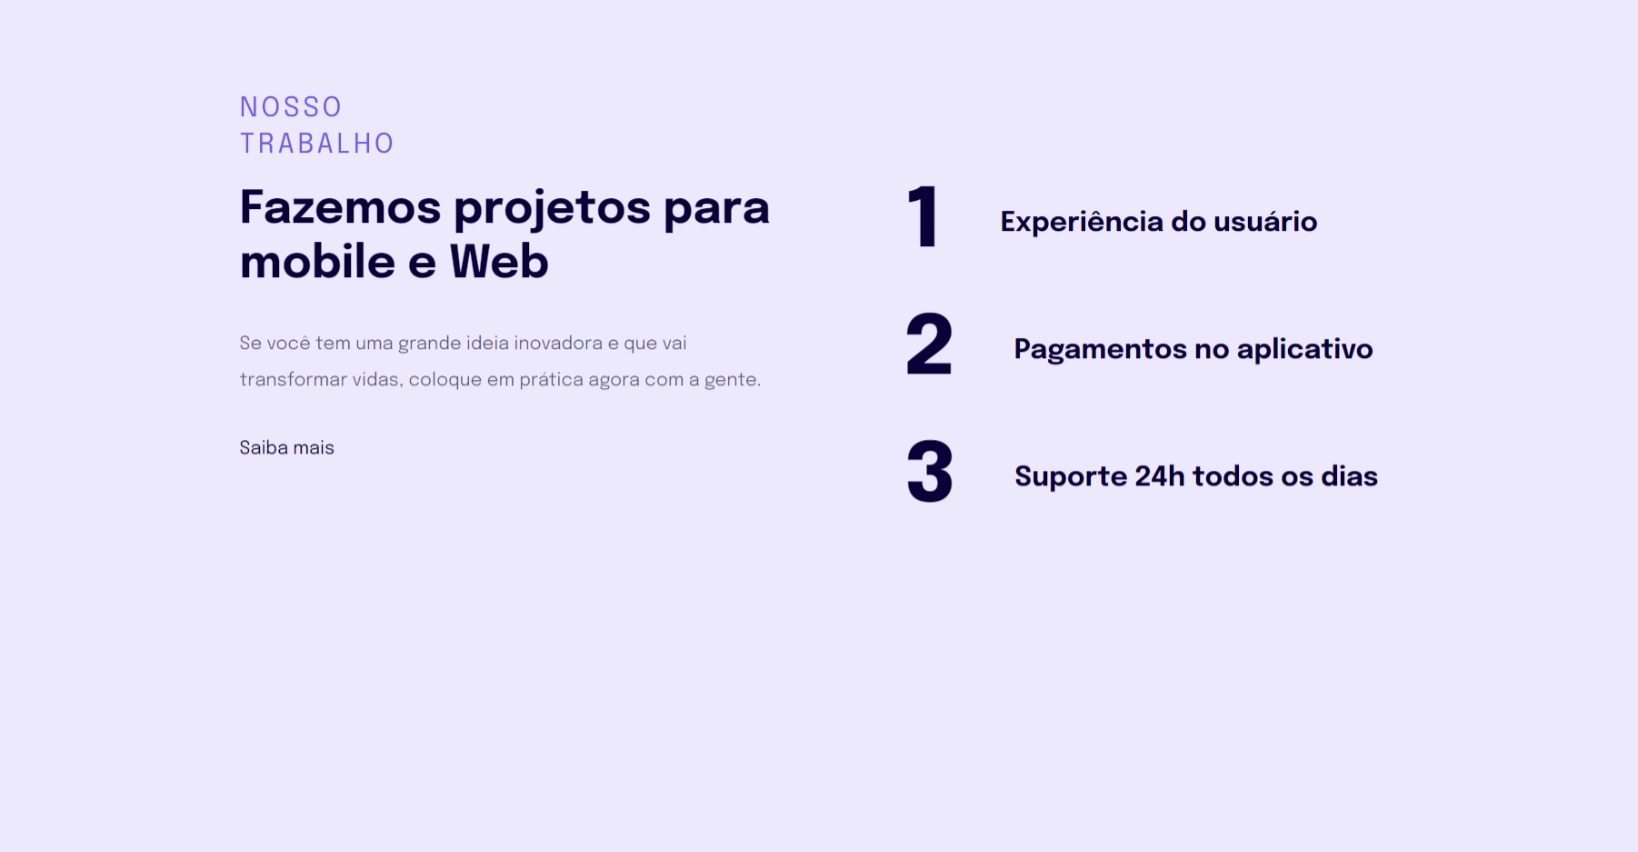 NOSSO
TRABALHO
Fazemos projetos para
mobile e Web
Se você tem uma grande ideia inovadora e que vai
transformar vidas, coloque em prática agora com a gente.
Saiba mais
1 Experiência do usuário
2 Pagamentos no aplicativo
3 Suporte 24h todos os dias